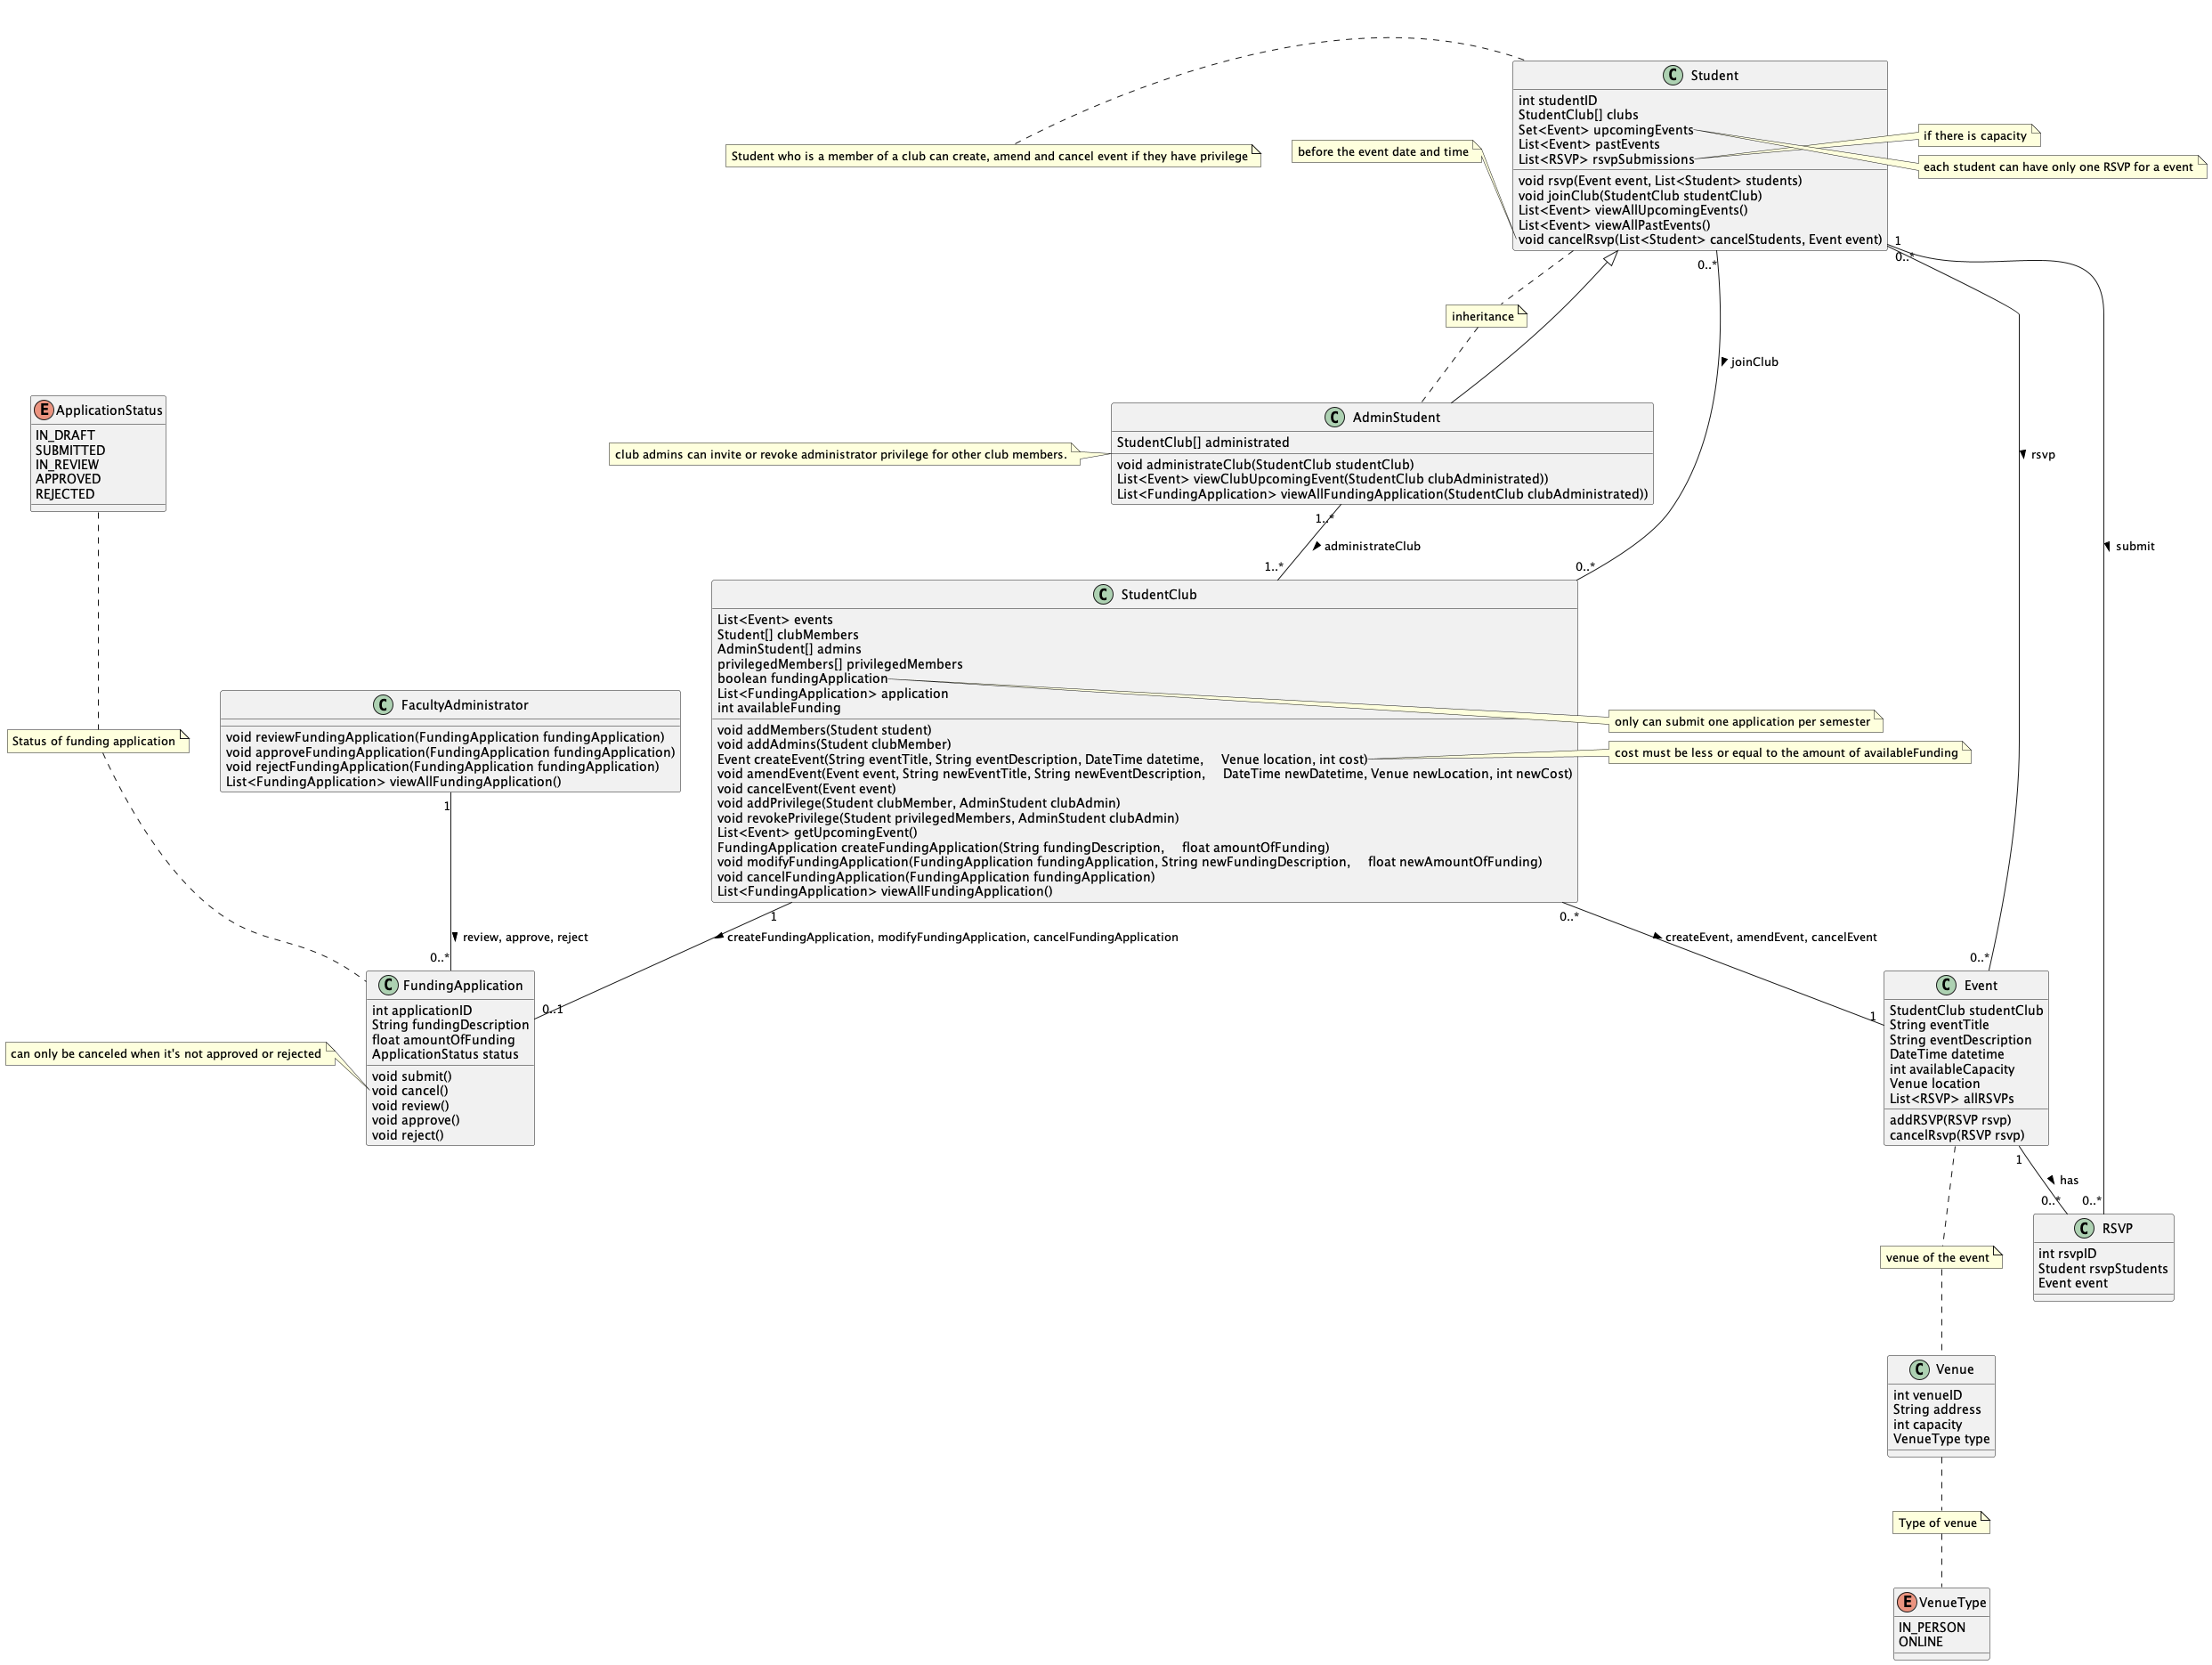 C Student
int studentID
StudentClub[] clubs
Set<Event> upcomingEvents
List<Event> pastEvents
List<RSVP> rsvpSubmissions
void rsvp(Event event, List<Student> students)
void joinClub(StudentClub studentClub)
List<Event> viewAllUpcomingEvents()
List<Event> viewAllPastEvents()
void cancelRsvp(List<Student> cancelStudents, Event event)
if there is capacity
each student can have only one RSVP for a event
before the event date and time
Student who is a member of a club can create, amend and cancel event if they have privilege
1
0..*
0..*
inheritance
joinClub
rsvp
submit
C AdminStudent
StudentClub[] administrated
void administrateClub(StudentClub studentClub)
List<Event> viewClubUpcomingEvent(StudentClub clubAdministrated))
List<FundingApplication> viewAllFundingApplication(StudentClub clubAdministrated))
club admins can invite or revoke administrator privilege for other club members.
E ApplicationStatus
IN_DRAFT
SUBMITTED
IN_REVIEW
APPROVED
REJECTED
1..*
administrateClub
1..*
0..*
C StudentClub
List<Event> events
Student[] clubMembers
AdminStudent[] admins
privilegedMembers[] privilegedMembers
boolean fundingApplication
List<FundingApplication> application
int availableFunding
void addMembers(Student student)
void addAdmins(Student clubMember)
Event createEvent(String eventTitle, String eventDescription, DateTime datetime, Venue location, int cost)
void amendEvent(Event event, String newEventTitle, String newEventDescription, DateTime newDatetime, Venue newLocation, int newCost)
void cancelEvent(Event event)
void addPrivilege(Student clubMember, AdminStudent clubAdmin)
void revokePrivilege(Student privilegedMembers, AdminStudent clubAdmin)
List<Event> getUpcomingEvent()
FundingApplication createFundingApplication(String fundingDescription, float amountOfFunding)
void modifyFundingApplication(FundingApplication fundingApplication, String newFundingDescription, float newAmountOfFunding)
void cancelFundingApplication(FundingApplication fundingApplication)
List<FundingApplication> viewAllFundingApplication()
only can submit one application per semester
cost must be less or equal to the amount of availableFunding
C FacultyAdministrator
void reviewFundingApplication(FundingApplication fundingApplication)
void approveFundingApplication(FundingApplication fundingApplication)
void rejectFundingApplication(FundingApplication fundingApplication)
List<FundingApplication> viewAllFundingApplication()
Status of funding application
1
review, approve, reject
0..*
1
createFundingApplication, modifyFundingApplication, cancelFundingApplication
0..1
0..*
createEvent, amendEvent, cancelEvent
1
0..*
C FundingApplication
int applicationID
String fundingDescription
float amountOfFunding
ApplicationStatus status
void submit()
void cancel()
void review()
void approve()
void reject()
can only be canceled when it's not approved or rejected
C Event
StudentClub studentClub
String eventTitle
String eventDescription
DateTime datetime
int availableCapacity
Venue location
List<RSVP> allRSVPs
addRSVP(RSVP rsvp)
cancelRsvp(RSVP rsvp)
1
has
0..*
0..*
C RSVP
int rsvpID
Student rsvpStudents
Event event
venue of the event
C Venue
int venueID
String address
int capacity
VenueType type
Type of venue
E VenueType
IN_PERSON
ONLINE